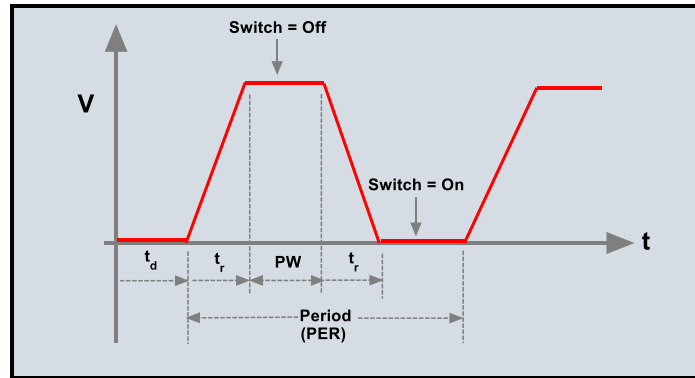 Switch = Off
V
Switch = On
t
td
tr
PW
tr
Period
(PER)